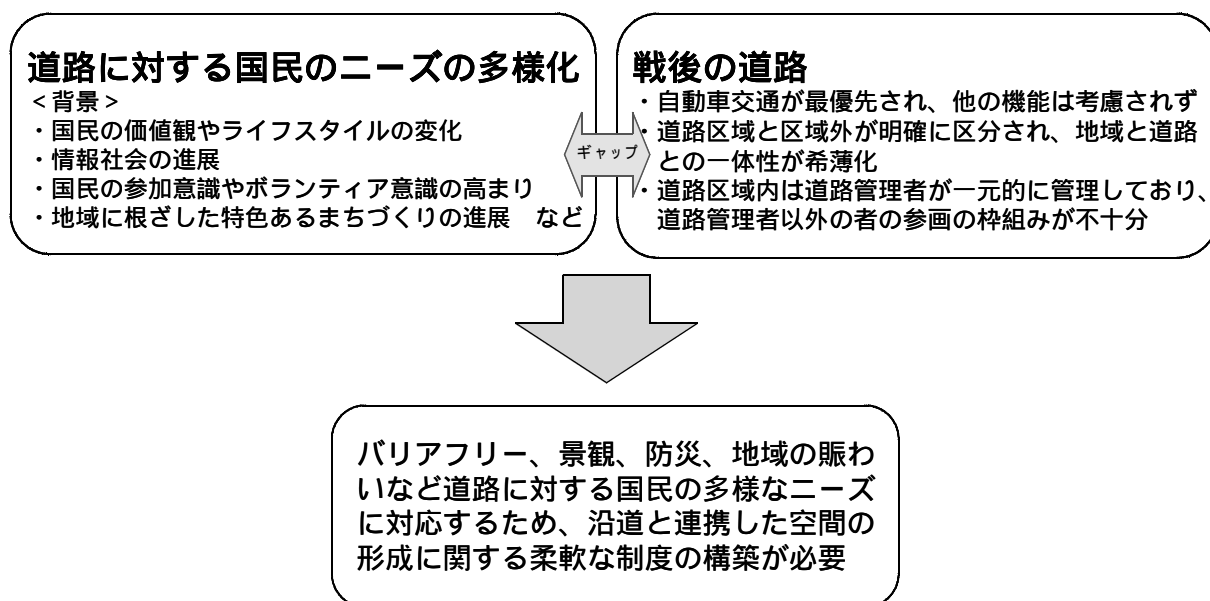 道路に対する国民のニーズの多様化
＜背景＞
・国民の価値観やライフスタイルの変化
・情報社会の進展
・国民の参加意識やボランティア意識の高まり
・地域に根ざした特色あるまちづくりの進展　など
ギャップ
戦後の道路
・自動車交通が最優先され、他の機能は考慮されず
・道路区域と区域外が明確に区分され、地域と道路
との一体性が希薄化
・道路区域内は道路管理者が一元的に管理しており、
道路管理者以外の者の参画の枠組みが不十分
バリアフリー、景観、防災、地域の賑わ
いなど道路に対する国民の多様なニーズ
に対応するため、沿道と連携した空間の
形成に関する柔軟な制度の構築が必要